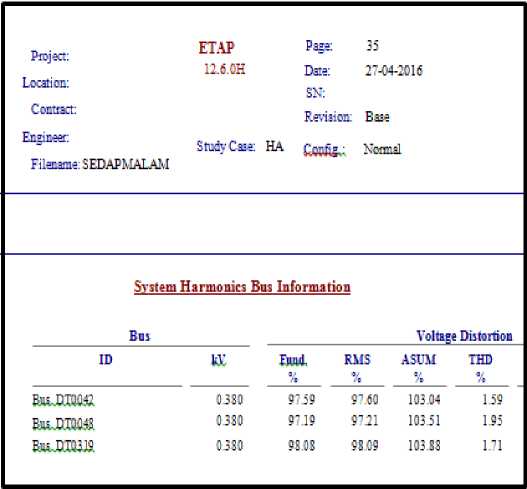 Project:
ETAP
Page: 35
Location:
12.6.0H
Date: 27-04-2016
SN:
Contract:
Revision: Base
Engineer:
Study Case: HA
Config.: Normal
Filename: SEDAPMALAM
System Harmonics Bus Information
Bus Voltage Distortion
ID kV Fund. RMS ASUM THD
% % % %
Bus_DT0042 0.380 97.59 97.60 103.04 1.59
Bus_DT0048 0.380 97.19 97.21 103.51 1.95
Bus_DT0319 0.380 98.08 98.09 103.88 1.71